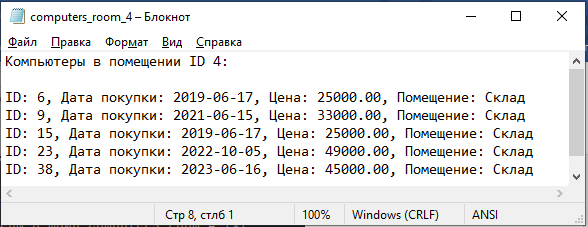 computers_room_4 – Блокнот
Файл Правка Формат Вид Справка
Компьютеры в помещении ID 4:
ID: 6, Дата покупки: 2019-06-17, Цена: 25000.00, Помещение: Склад
ID: 9, Дата покупки: 2021-06-15, Цена: 33000.00, Помещение: Склад
ID: 15, Дата покупки: 2019-06-17, Цена: 25000.00, Помещение: Склад
ID: 23, Дата покупки: 2022-10-05, Цена: 49000.00, Помещение: Склад
ID: 38, Дата покупки: 2023-06-16, Цена: 45000.00, Помещение: Склад
Стр 8, стлб 1 100% Windows (CRLF) ANSI